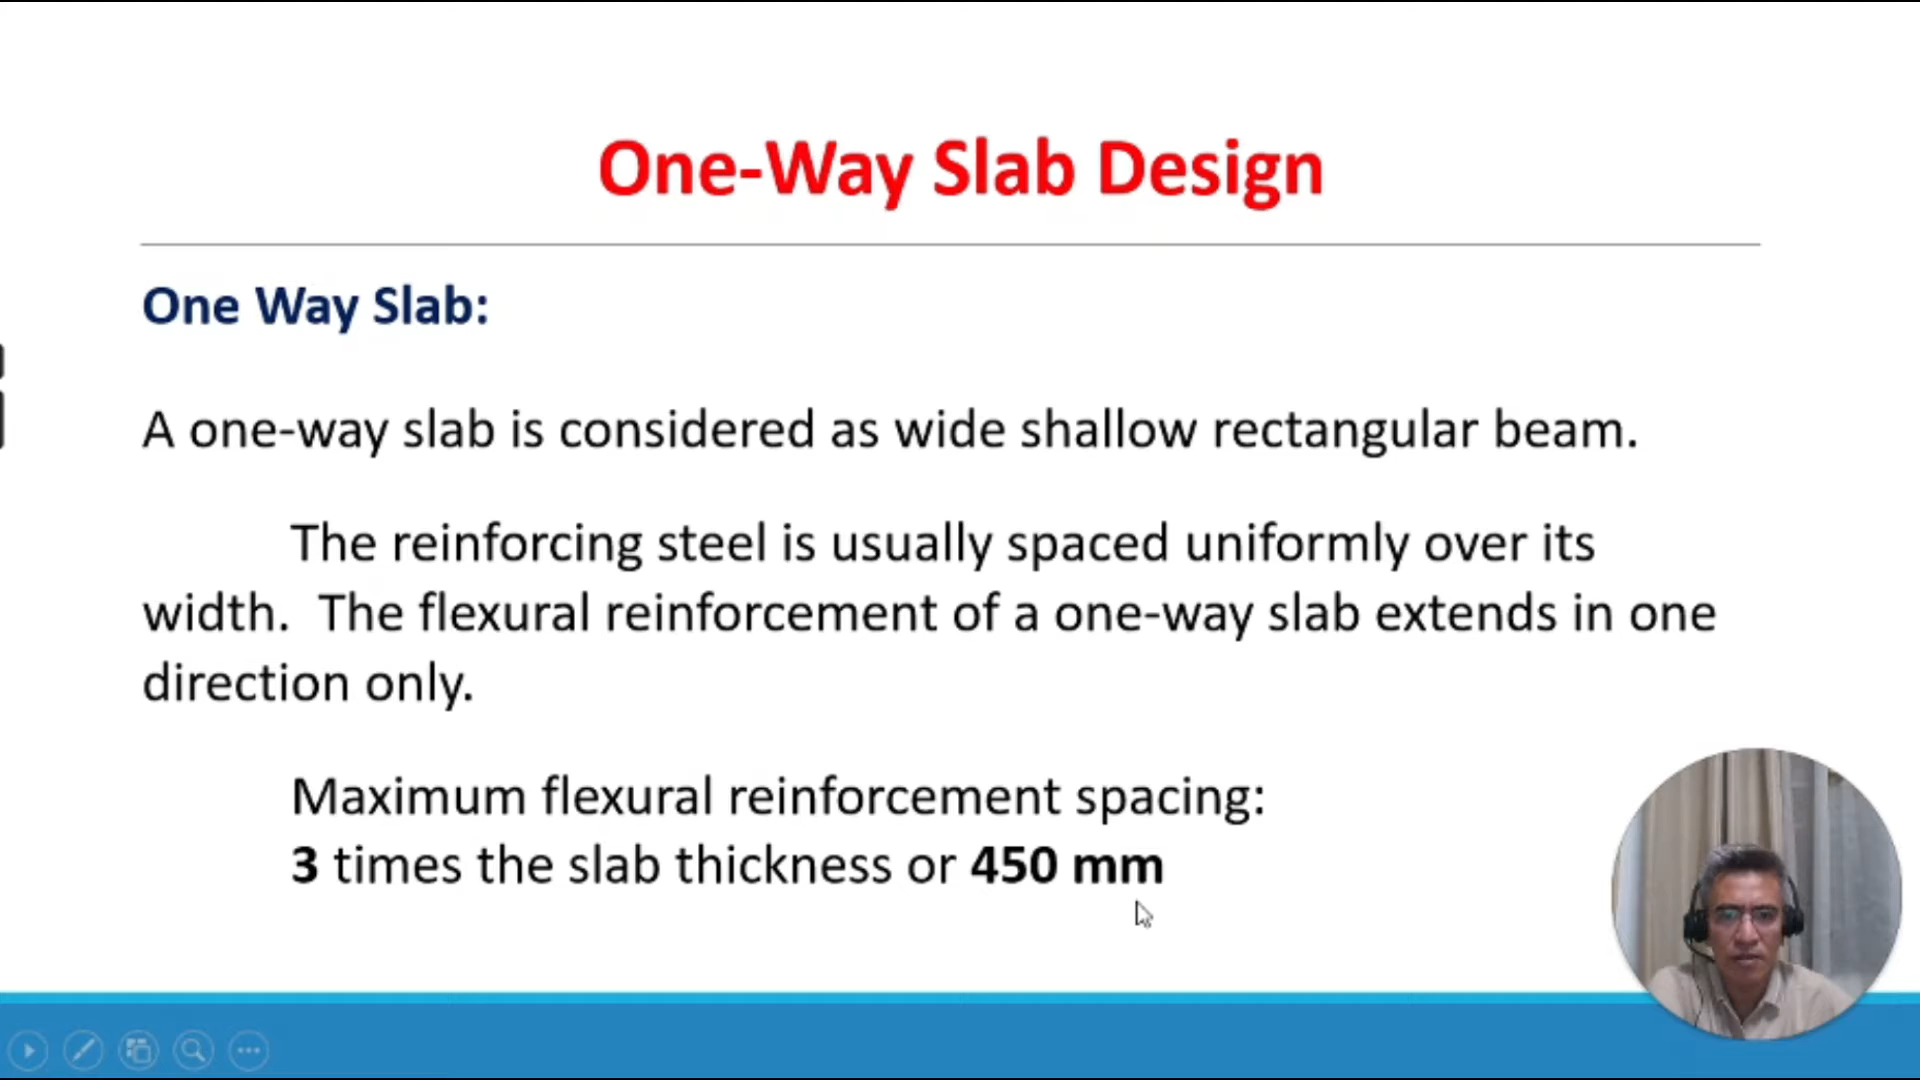 One-Way Slab Design
One Way Slab:
A one-way slab is considered as wide shallow rectangular beam.
The reinforcing steel is usually spaced uniformly over its
width.  The flexural reinforcement of a one-way slab extends in one
direction only.
Maximum flexural reinforcement spacing:
3 times the slab thickness or 450 mm